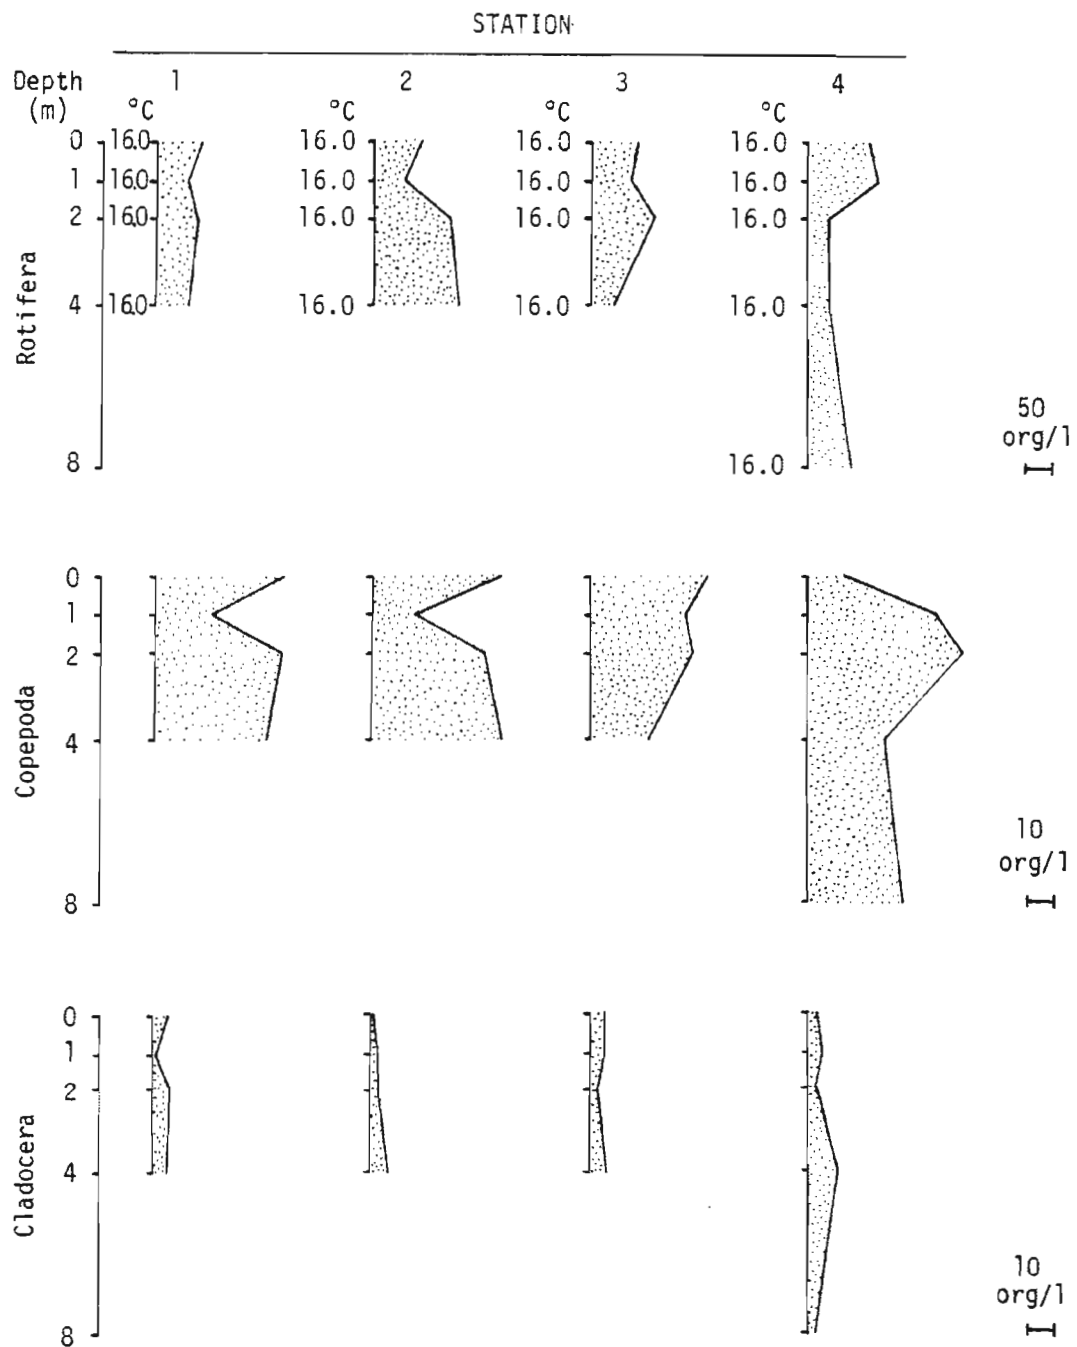 STATION
Depth 1 2 3 4
(m) °C °C °C °C
0 16.0 16.0 16.0 16.0
1 16.0 16.0 16.0 16.0
2 16.0 16.0 16.0 16.0
Rotifera
4 16.0 16.0 16.0 16.0
50
org/l
8 16.0
0
1
2
Copepoda
4
10
org/l
8
0
1
2
Cladocera
4
10
org/l
8